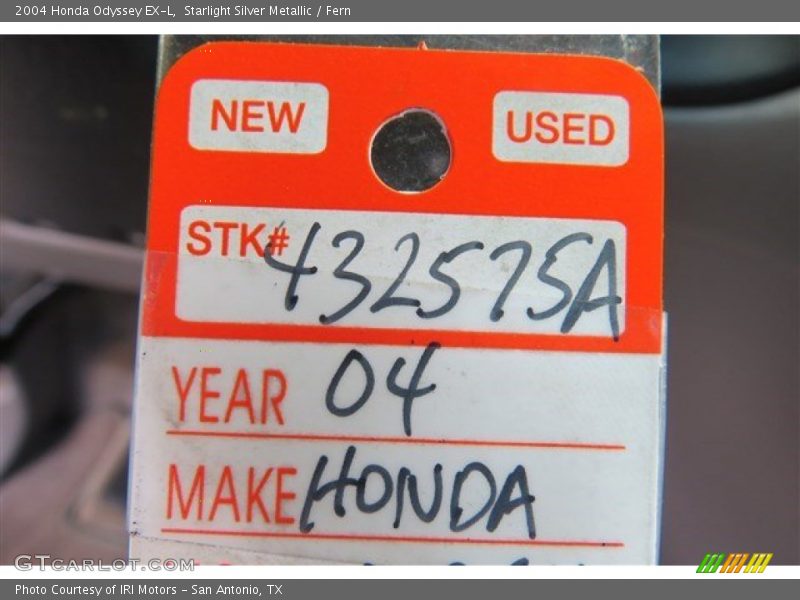 2004 Honda Odyssey EX-L, Starlight Silver Metallic / Fern
NEW USED
STK# 432575A
YEAR 04
MAKE HONDA
GTcarlot.com
Photo Courtesy of IRI Motors - San Antonio, TX